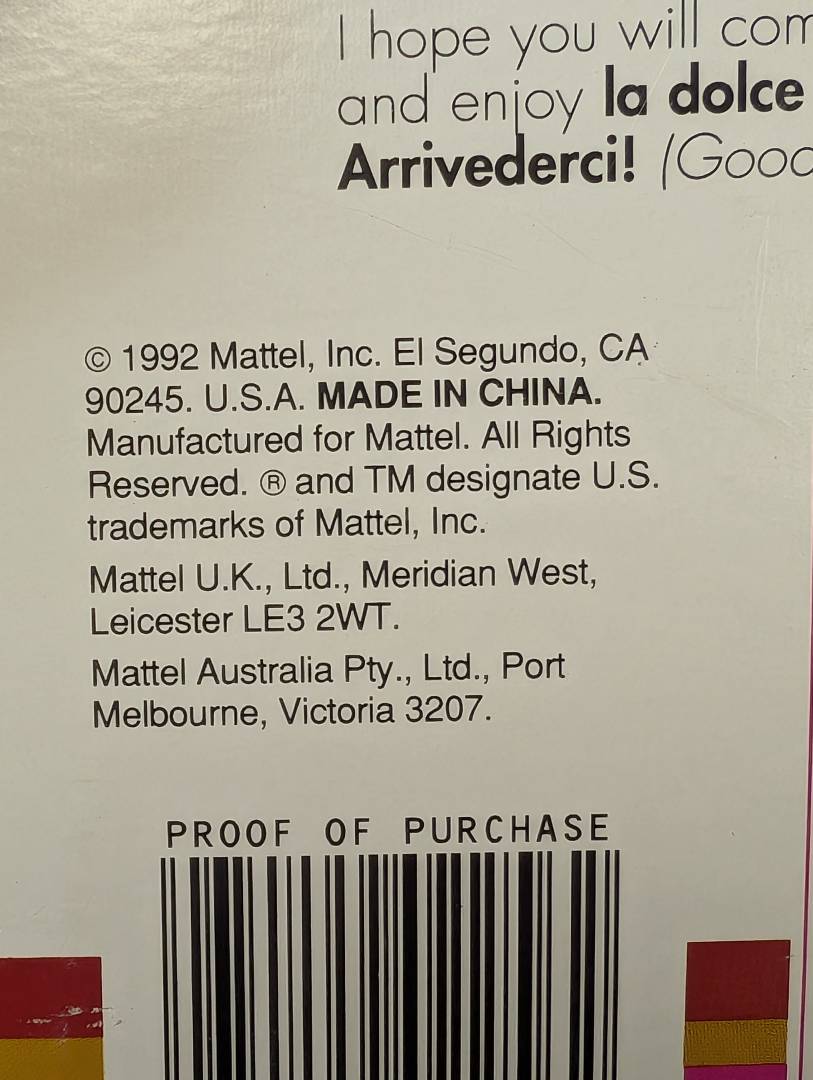 I hope you will
and enjoy la dolce
Arrivederci!
© 1992 Mattel, Inc. El Segundo, CA
90245. U.S.A. MADE IN CHINA.
Manufactured for Mattel. All Rights
Reserved. ® and TM designate U.S.
trademarks of Mattel, Inc.
Mattel U.K., Ltd., Meridian West,
Leicester LE3 2WT.
Mattel Australia Pty., Ltd., Port
Melbourne, Victoria 3207.
PROOF OF PURCHASE